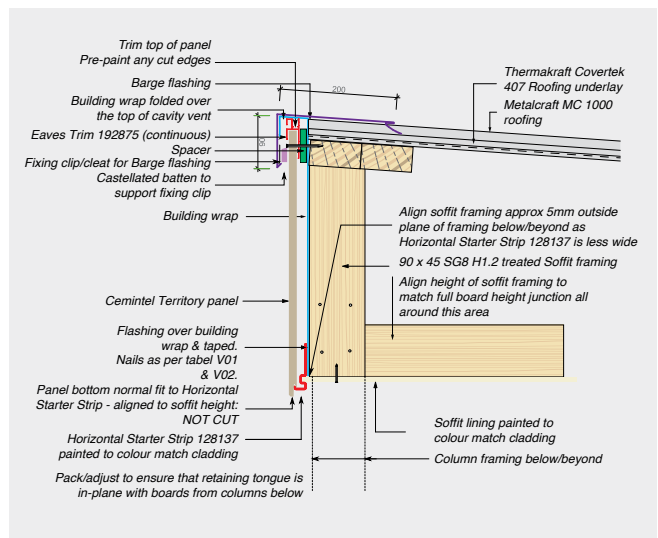 Trim top of panel
Pre-paint any cut edges
Barge flashing
Building wrap folded over
the top of cavity vent
Eaves Trim 192875 (continuous)
Spacer
Fixing clip/cleat for Barge flashing
Castellated batten to
support fixing clip
Building wrap
Cemintel Territory panel
Flashing over building
wrap & taped.
Nails as per tabel V01
& V02.
Panel bottom normal fit to Horizontal
Starter Strip - aligned to soffit height:
NOT CUT
Horizontal Starter Strip 128137
painted to colour match cladding
Pack/adjust to ensure that retaining tongue is
in-plane with boards from columns below
200
90
Thermakraft Covertek
407 Roofing underlay
Metalcraft MC 1000
roofing
Align soffit framing approx 5mm outside
plane of framing below/beyond as
Horizontal Starter Strip 128137 is less wide
90 x 45 SG8 H1.2 treated Soffit framing
Align height of soffit framing to
match full board height junction all
around this area
Soffit lining painted to
colour match cladding
Column framing below/beyond